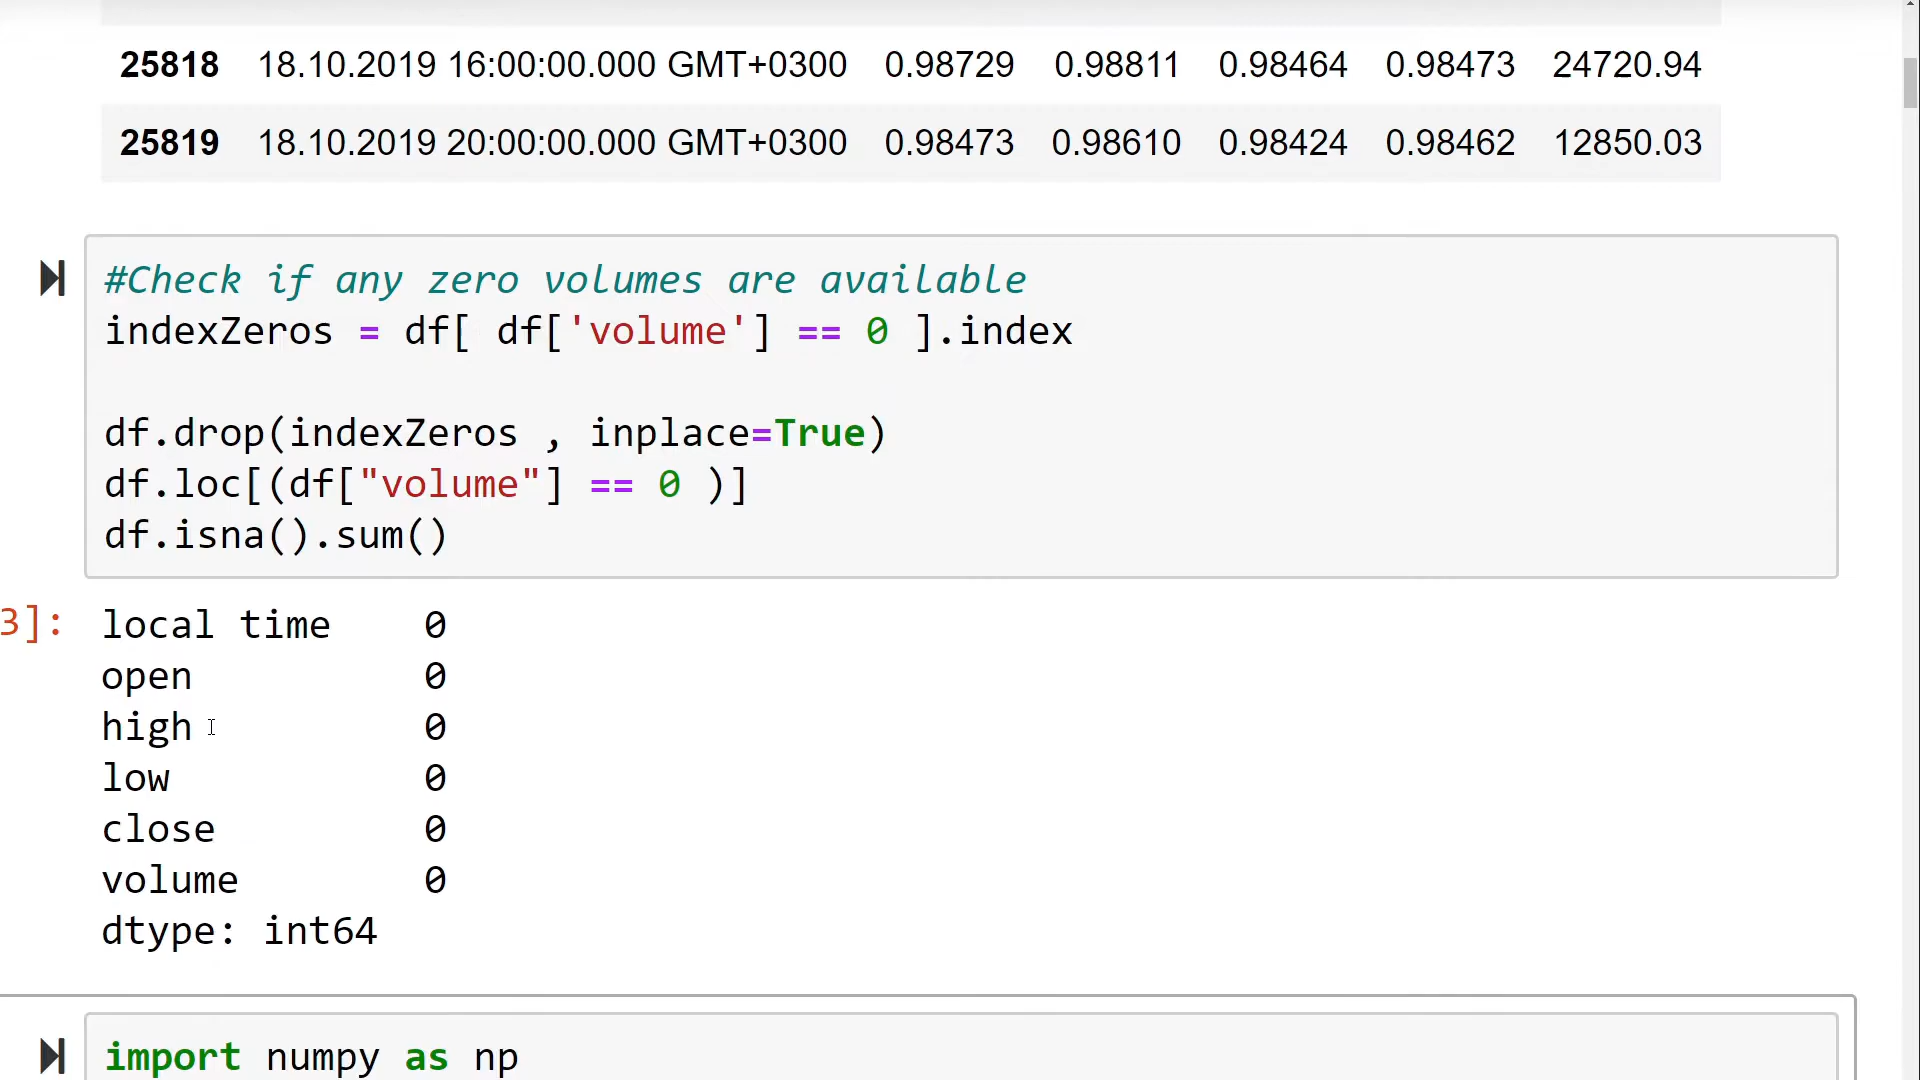 25818 18.10.2019 16:00:00.000 GMT+0300 0.98729 0.98811 0.98464 0.98473 24720.94
25819 18.10.2019 20:00:00.000 GMT+0300 0.98473 0.98610 0.98424 0.98462 12850.03
#Check if any zero volumes are available
indexZeros = df[ df['volume'] == 0 ].index
df.drop(indexZeros , inplace=True)
df.loc[(df["volume"] == 0 )]
df.isna().sum()
3]:
local time 0
open 0
high 0
low 0
close 0
volume 0
dtype: int64
import numpy as np